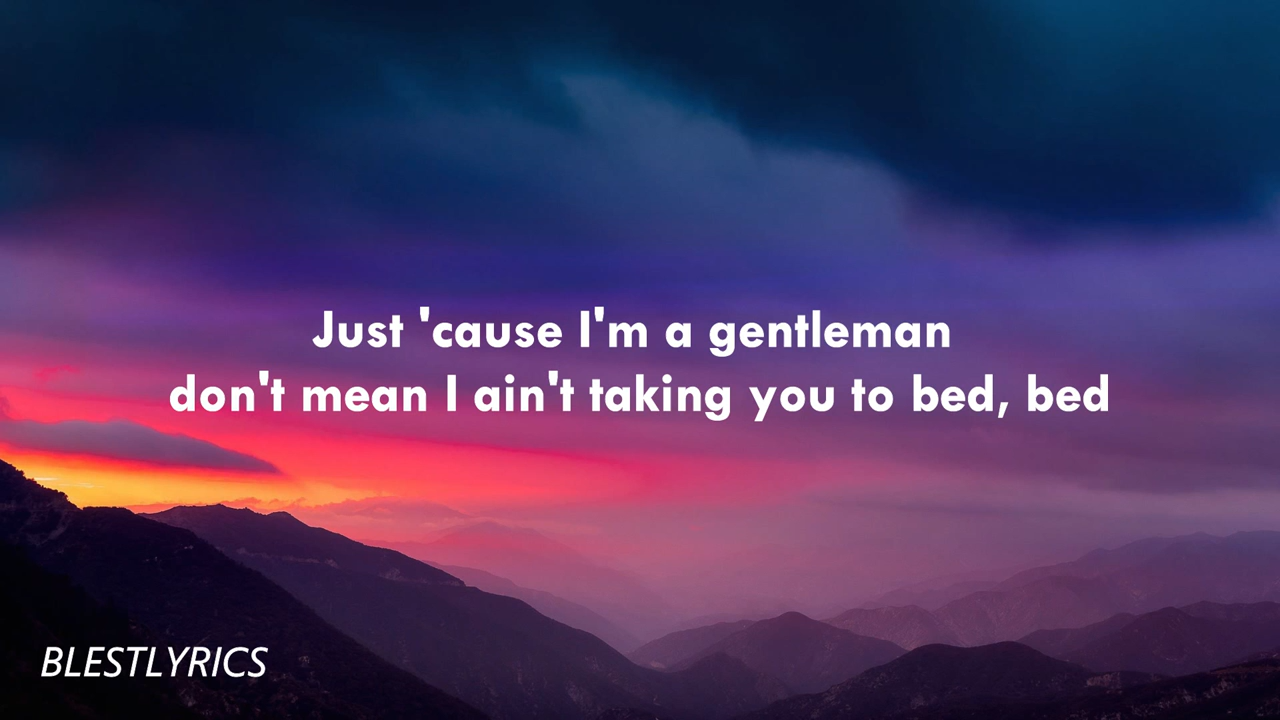 Just 'cause I'm a gentleman
don't mean I ain't taking you to bed, bed
BLESTLYRICS